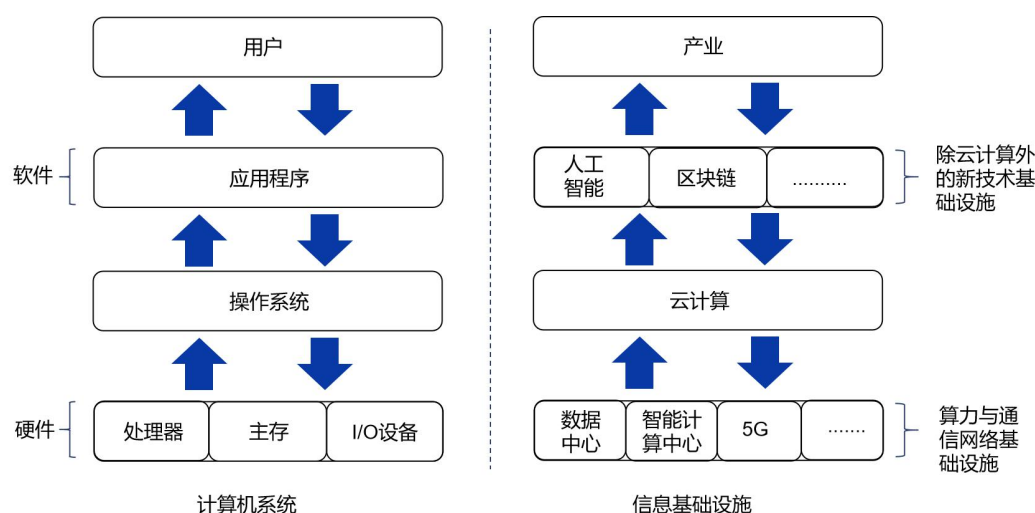 用户
软件
应用程序
操作系统
硬件
处理器
主存
I/O设备
计算机系统
产业
人工
智能
区块链
..........
除云计算外
的新技术基
础设施
云计算
数据
中心
智能计
算中心
5G
.......
算力与通
信网络基
础设施
信息基础设施